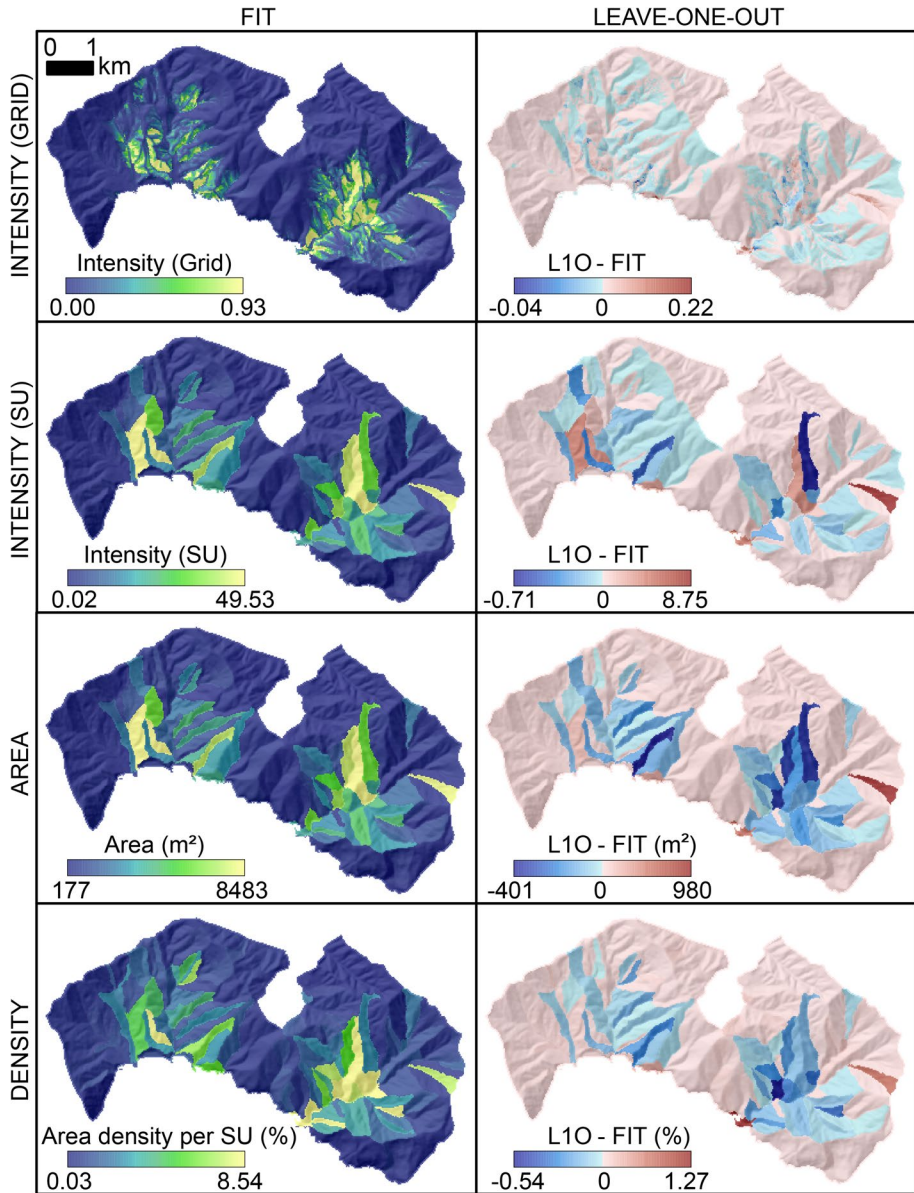 FIT
LEAVE-ONE-OUT
INTENSITY (GRID)
0 1
km
Intensity (Grid)
0.00 0.93
L1O - FIT
-0.04 0 0.22
INTENSITY (SU)
Intensity (SU)
0.02 49.53
L1O - FIT
-0.71 0 8.75
AREA
Area (m²)
177 8483
L1O - FIT (m²)
-401 0 980
DENSITY
Area density per SU (%)
0.03 8.54
L1O - FIT (%)
-0.54 0 1.27